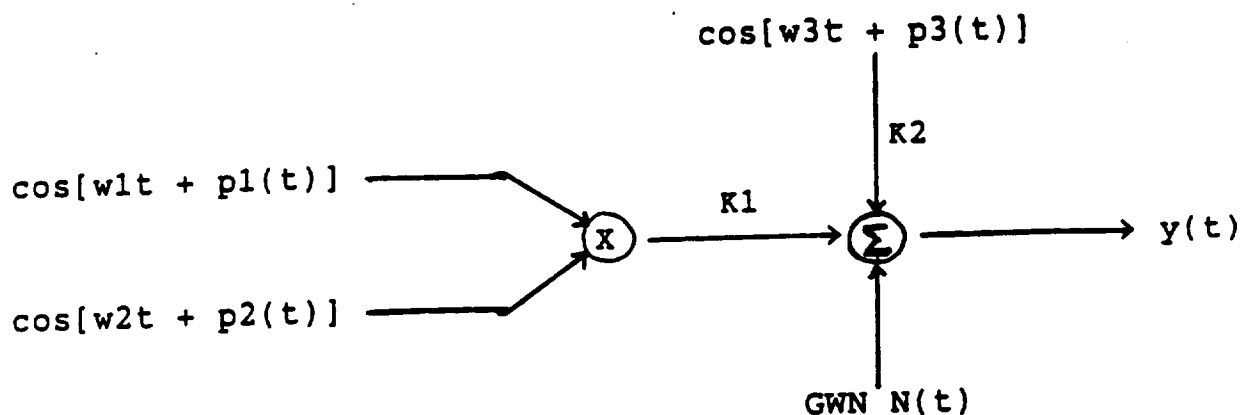 cos[w3t + p3(t)]
K2
cos[w1t + p1(t)]
K1
X
Σ
y(t)
cos[w2t + p2(t)]
GWN N(t)